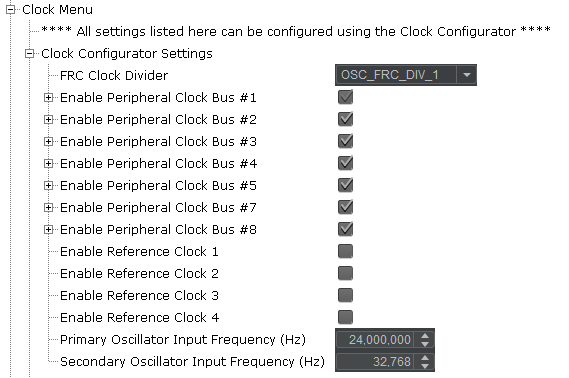 Clock Menu
**** All settings listed here can be configured using the Clock Configurator ****
Clock Configurator Settings
FRC Clock Divider OSC_FRC_DIV_1
Enable Peripheral Clock Bus #1
Enable Peripheral Clock Bus #2
Enable Peripheral Clock Bus #3
Enable Peripheral Clock Bus #4
Enable Peripheral Clock Bus #5
Enable Peripheral Clock Bus #7
Enable Peripheral Clock Bus #8
Enable Reference Clock 1
Enable Reference Clock 2
Enable Reference Clock 3
Enable Reference Clock 4
Primary Oscillator Input Frequency (Hz) 24,000,000
Secondary Oscillator Input Frequency (Hz) 32,768